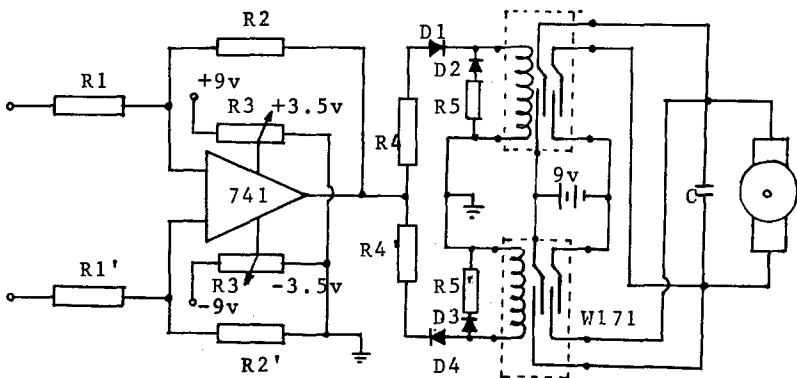 R2
D1
+9v
D2
R1
R3
+3.5v
R5
R4
741
9v
C
R4'
R1'
R3
-3.5v
R5
-9v
D3
W171
R2'
D4